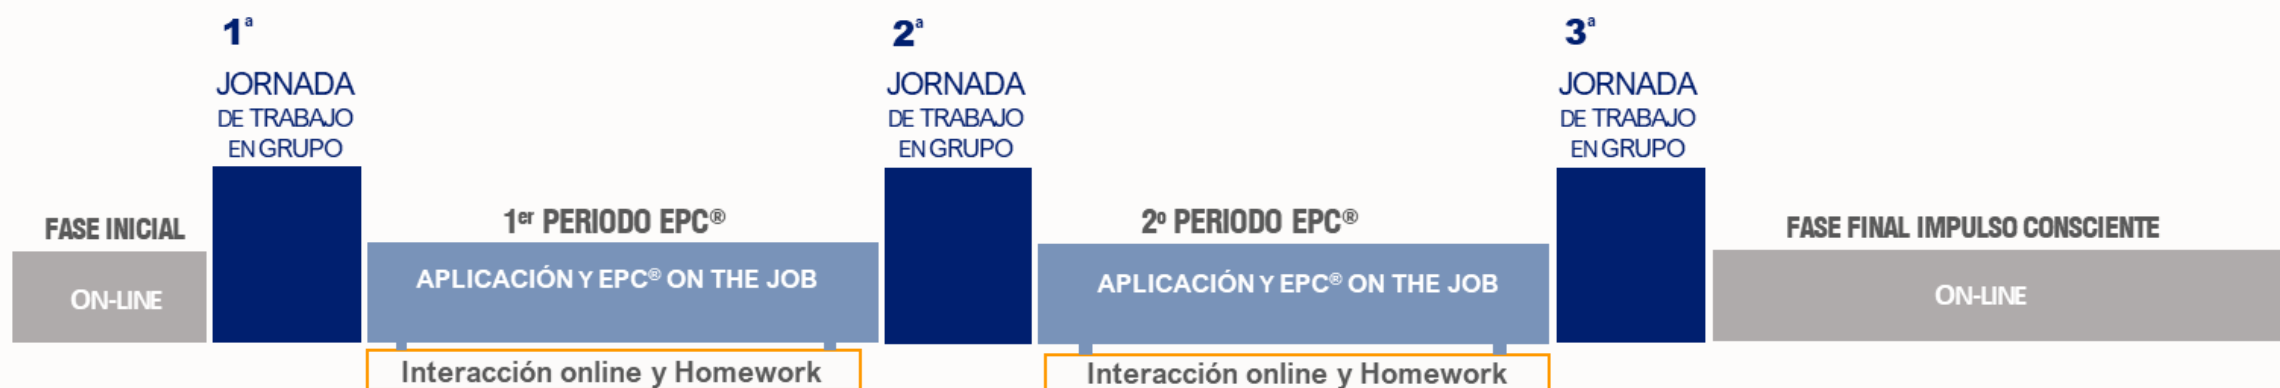 FASE INICIAL
ON-LINE
1ª
JORNADA
DE TRABAJO
EN GRUPO
1er PERIODO EPC®
APLICACIÓN Y EPC® ON THE JOB
Interacción online y Homework
2ª
JORNADA
DE TRABAJO
EN GRUPO
2º PERIODO EPC®
APLICACIÓN Y EPC® ON THE JOB
Interacción online y Homework
3ª
JORNADA
DE TRABAJO
EN GRUPO
FASE FINAL IMPULSO CONSCIENTE
ON-LINE